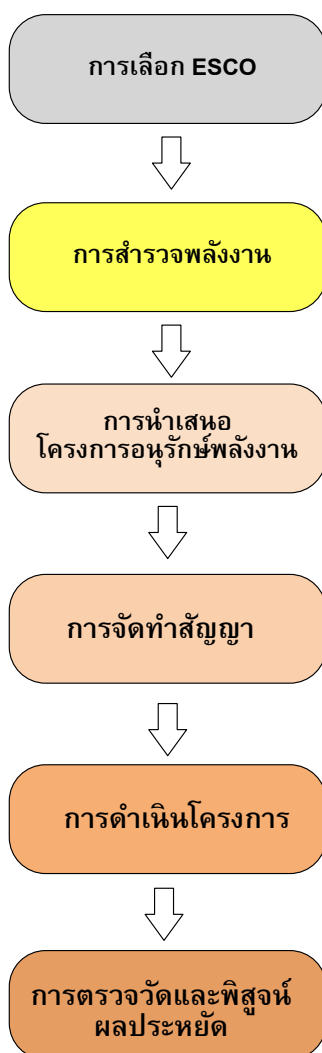 การเลือก ESCO
การสำรวจพลังงาน
การนำเสนอ
โครงการอนุรักษ์พลังงาน
การจัดทำสัญญา
การดำเนินโครงการ
การตรวจวัดและพิสูจน์
ผลประหยัด